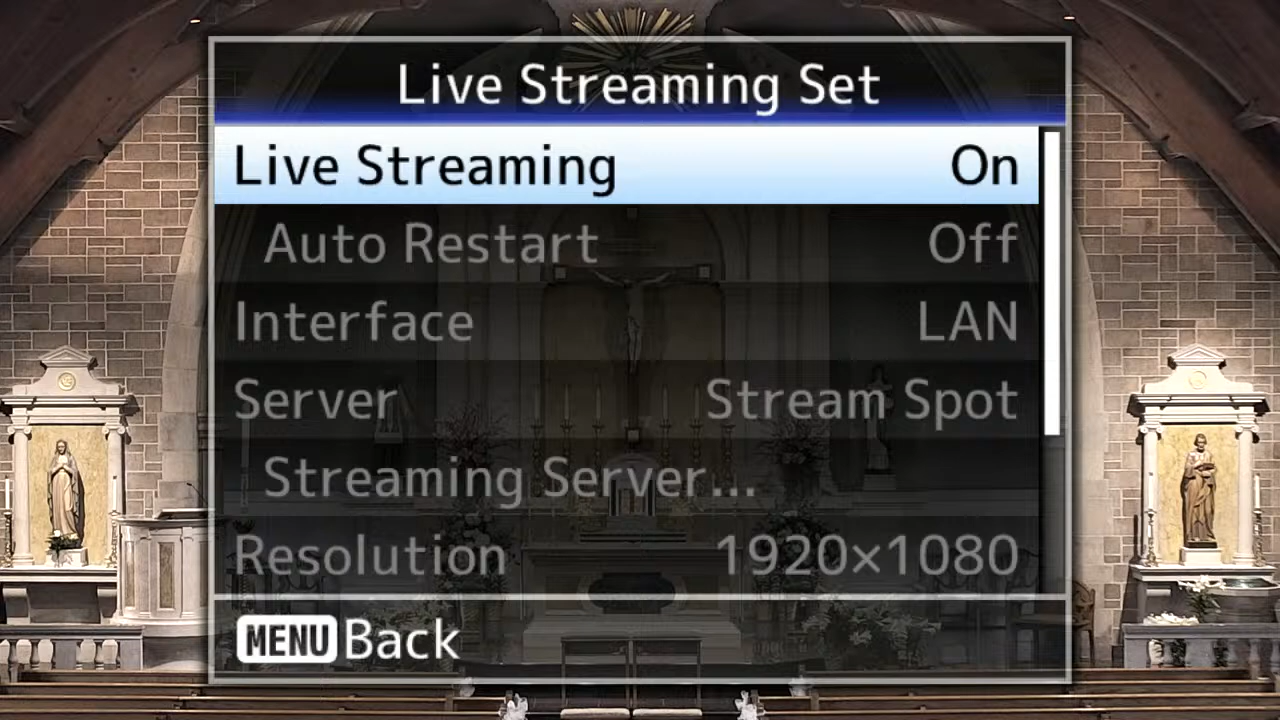 Live Streaming Set
Live Streaming On
Auto Restart Off
Interface LAN
Server Stream Spot
Streaming Server...
Resolution 1920×1080
MENU Back